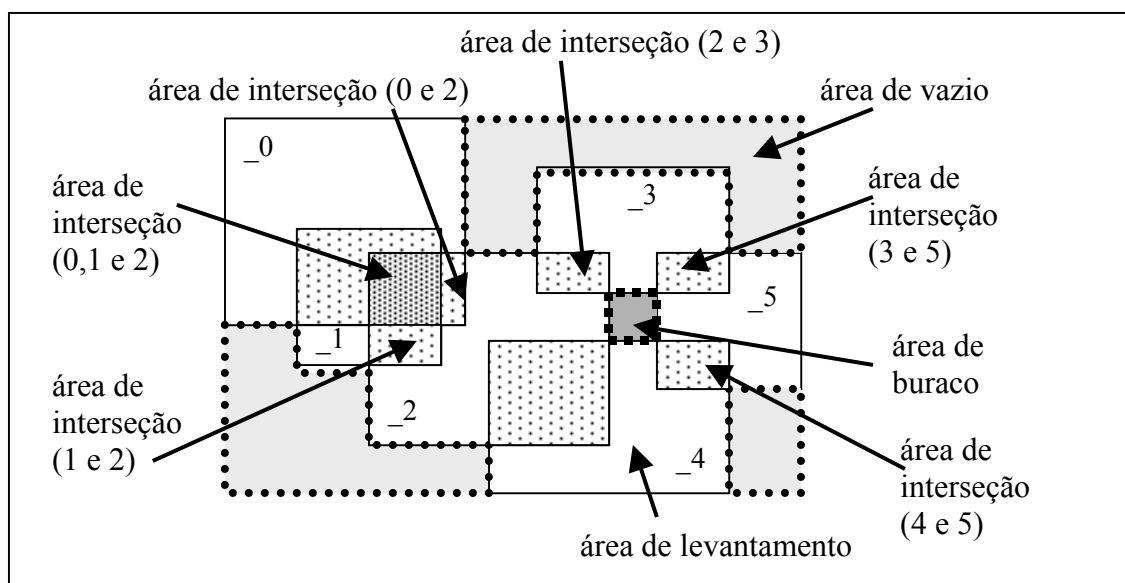 área de interseção (2 e 3)
área de interseção (0 e 2)
área de vazio
_0
_3
área de
interseção
(0,1 e 2)
área de
interseção
(3 e 5)
_5
_1
área de
buraco
área de
interseção
(1 e 2)
_2
_4
área de
interseção
(4 e 5)
área de levantamento